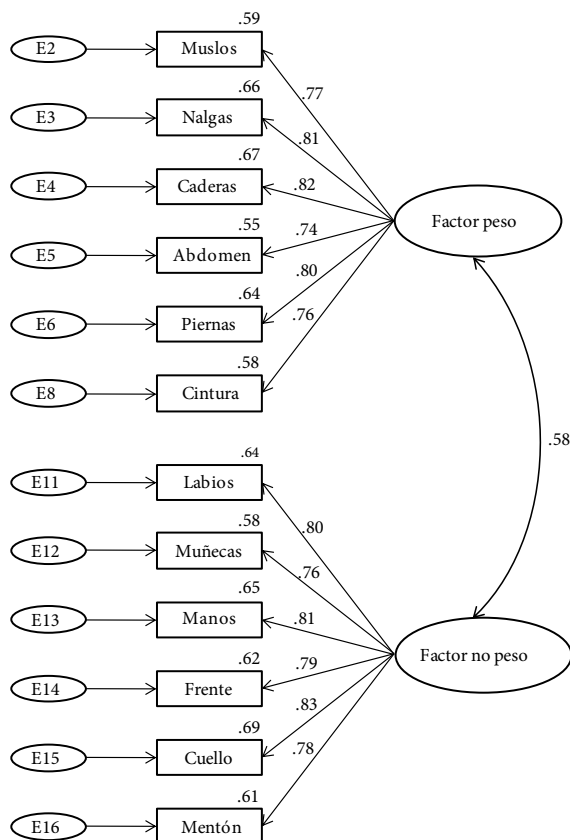 .59
E2 Muslos
.77
.66
E3 Nalgas
.81
.67
E4 Caderas
.82
Factor peso
.55
E5 Abdomen
.74
.64
E6 Piernas
.80
.76
.58
E8 Cintura
.58
.64
E11 Labios
.80
.58
E12 Muñecas
.76
.65
E13 Manos
.81
Factor no peso
.62
E14 Frente
.79
.69
E15 Cuello
.83
.78
.61
E16 Mentón